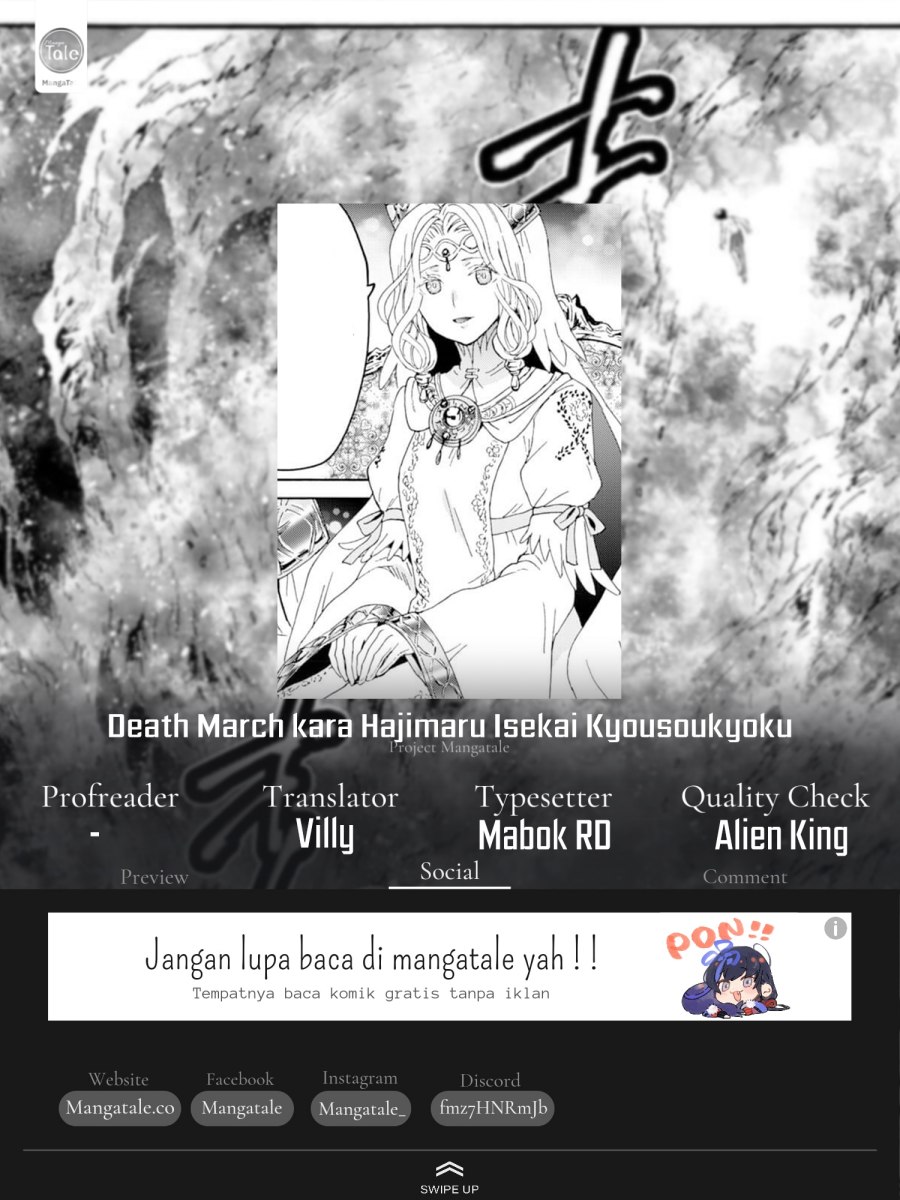 Manga
Tale
MangaTa
Death March kara Hajimaru Isekai Kyousoukyoku
Project Mangatale
Profreader
-
Translator
Villy
Typesetter
Mabok RD
Quality Check
Alien King
Preview
Social
Comment
Jangan lupa baca di mangatale yah ! !
Tempatnya baca komik gratis tanpa iklan
PON!!
i
Website
Mangatale.co
Facebook
Mangatale
Instagram
Mangatale_
Discord
fmz7HNRmJb
SWIPE UP